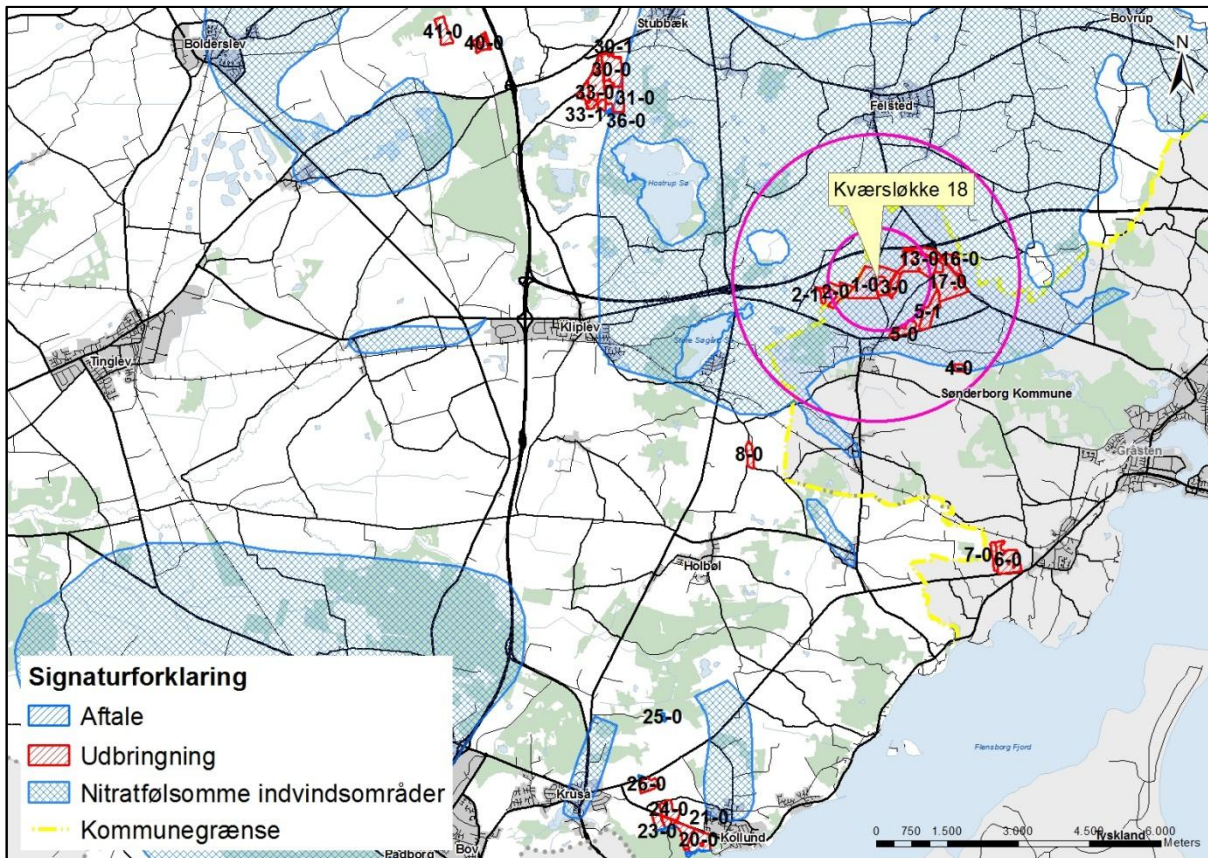 Bolderslev
41-0
40-0
Stubbæk
30-1
30-0
33-0
31-0
33-1
36-0
Bovrup
N
Felsted
Hostrup Sø
Kværsløkke 18
13-0
16-0
2-1
2-0
1-0
3-0
17-0
5-1
5-0
4-0
Kliplev
Store Søgård Sø
Tinglev
Sønderborg Kommune
Gråsten
8-0
7-0
6-0
Holbøl
Signaturforklaring
Aftale
Udbringning
Nitratfølsomme indvindsområder
Kommunegrænse
25-0
26-0
Kruså
24-0
21-0
23-0
20-0
Kollund
Padborg
Bov
Flensborg Fjord
0 750 1.500 3.000 4.500 6.000
Tyskland
Meters